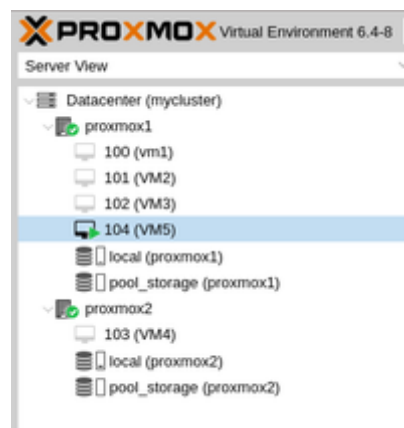 PROXMOX Virtual Environment 6.4-8
Server View
Datacenter (mycluster)
proxmox1
100 (vm1)
101 (VM2)
102 (VM3)
104 (VM5)
local (proxmox1)
pool_storage (proxmox1)
proxmox2
103 (VM4)
local (proxmox2)
pool_storage (proxmox2)